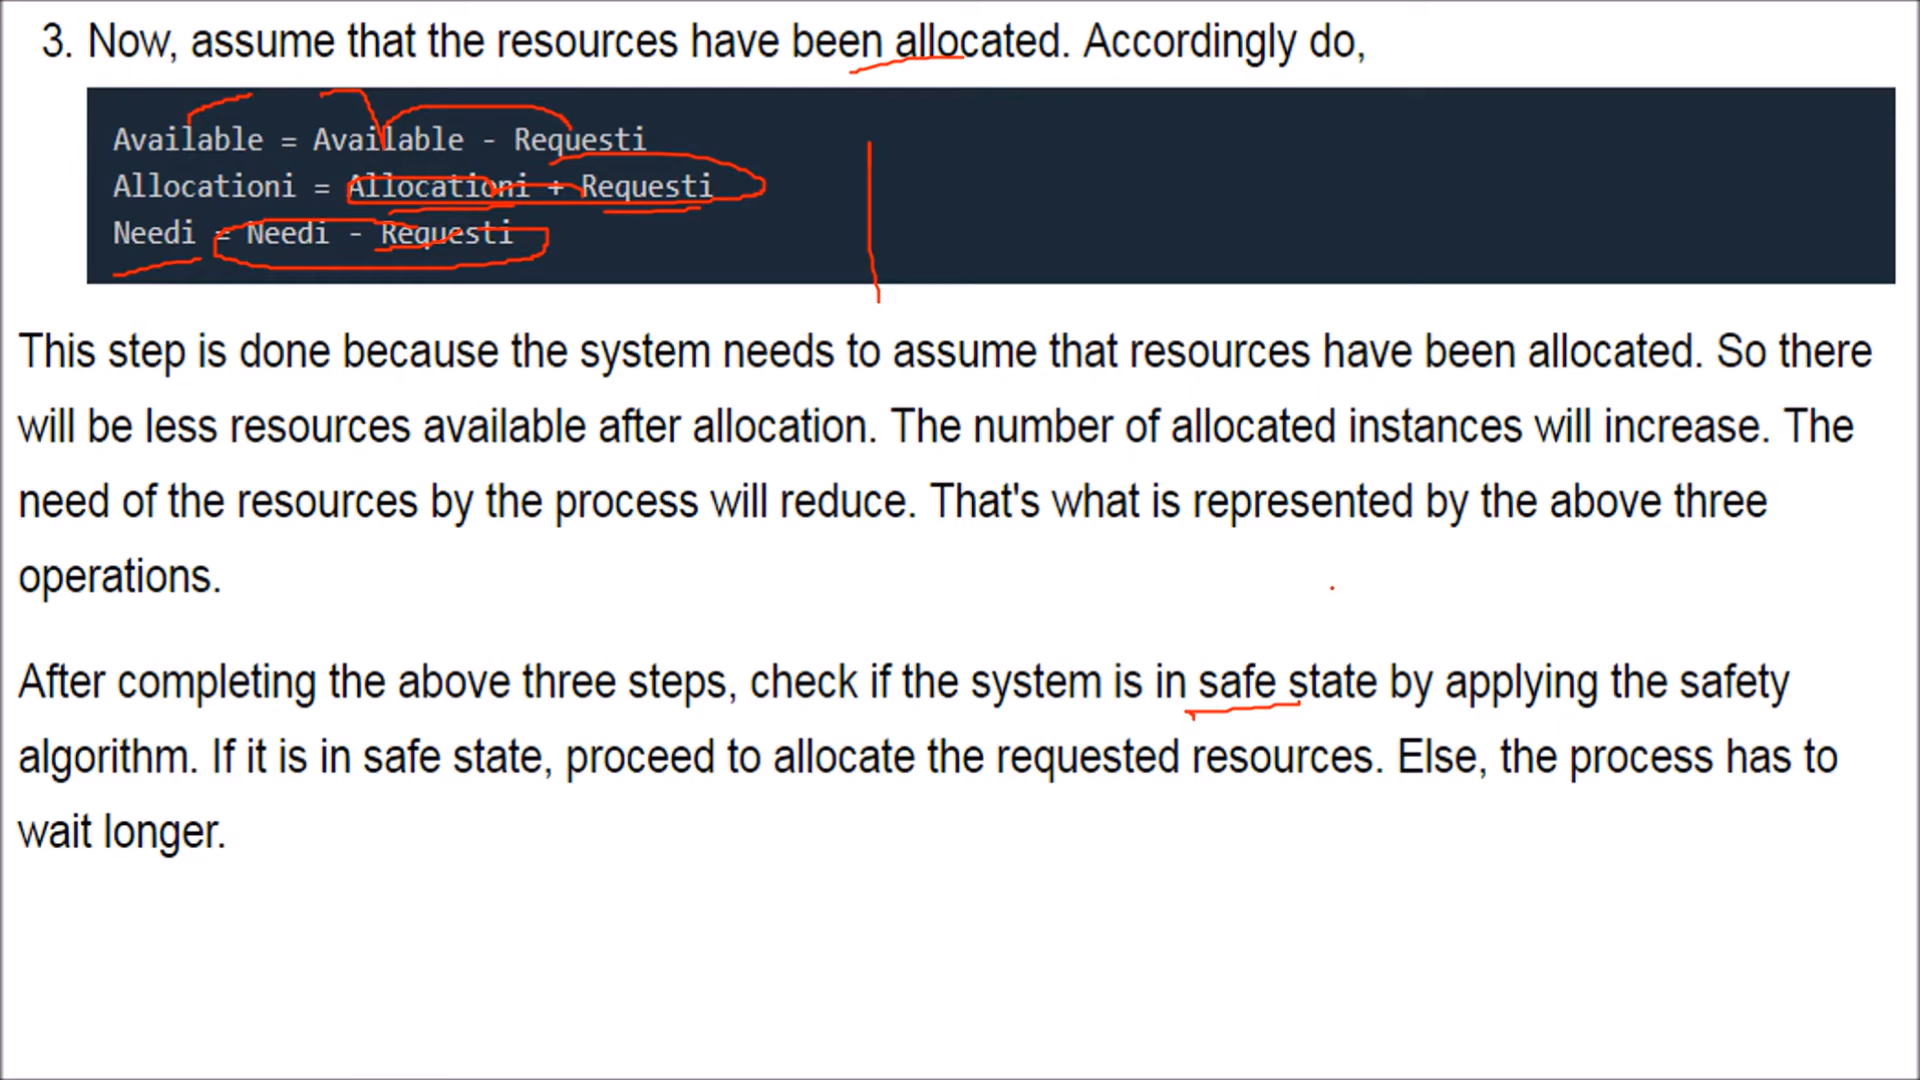 3. Now, assume that the resources have been allocated. Accordingly do,
Available = Available - Requesti
Allocationi = Allocationi + Requesti
Needi = Needi - Requesti
This step is done because the system needs to assume that resources have been allocated. So there
will be less resources available after allocation. The number of allocated instances will increase. The
need of the resources by the process will reduce. That's what is represented by the above three
operations.
After completing the above three steps, check if the system is in safe state by applying the safety
algorithm. If it is in safe state, proceed to allocate the requested resources. Else, the process has to
wait longer.